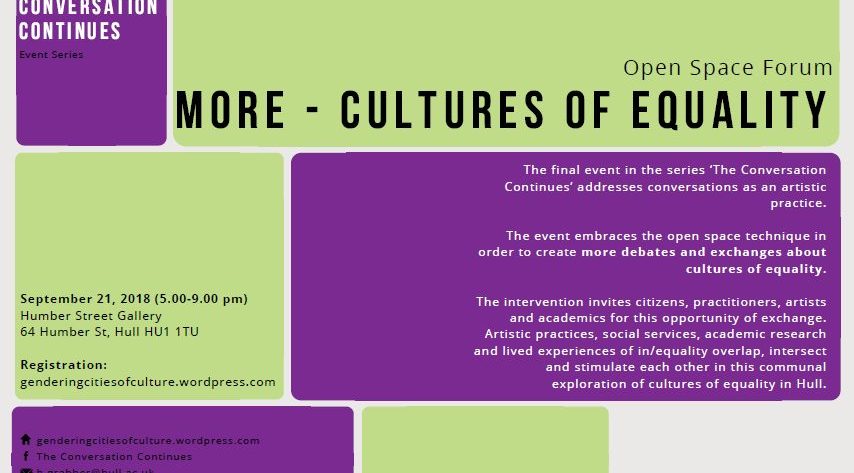 CONVERSATION
CONTINUES
Event Series
Open Space Forum
MORE - CULTURES OF EQUALITY
The final event in the series ‘The Conversation
Continues’ addresses conversations as an artistic
practice.
The event embraces the open space technique in
order to create more debates and exchanges about
cultures of equality.
The intervention invites citizens, practitioners, artists
and academics for this opportunity of exchange.
Artistic practices, social services, academic research
and lived experiences of in/equality overlap, intersect
and stimulate each other in this communal
exploration of cultures of equality in Hull.
September 21, 2018 (5.00-9.00 pm)
Humber Street Gallery
64 Humber St, Hull HU1 1TU
Registration:
genderingcitiesofculture.wordpress.com
genderingcitiesofculture.wordpress.com
The Conversation Continues